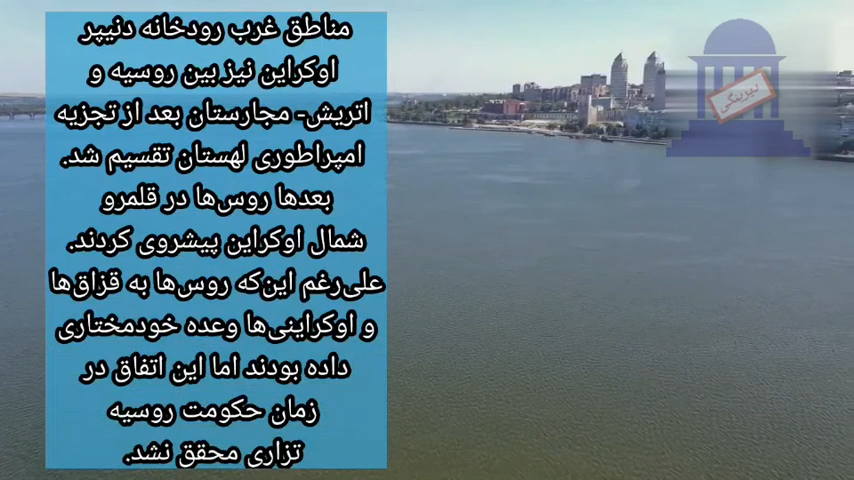 مناطق غرب رودخانه دنیپر
اوکراین نیز بین روسیه و
اتریش- مجارستان بعد از تجزیه
امپراطوری لهستان تقسیم شد.
بعدها روس‌ها در قلمرو
شمال اوکراین پیشروی کردند.
علی‌رغم این‌که روس‌ها به قزاق‌ها
و اوکراینی‌ها وعده خودمختاری
داده بودند اما این اتفاق در
زمان حکومت روسیه
تزاری محقق نشد.
نیرنگی